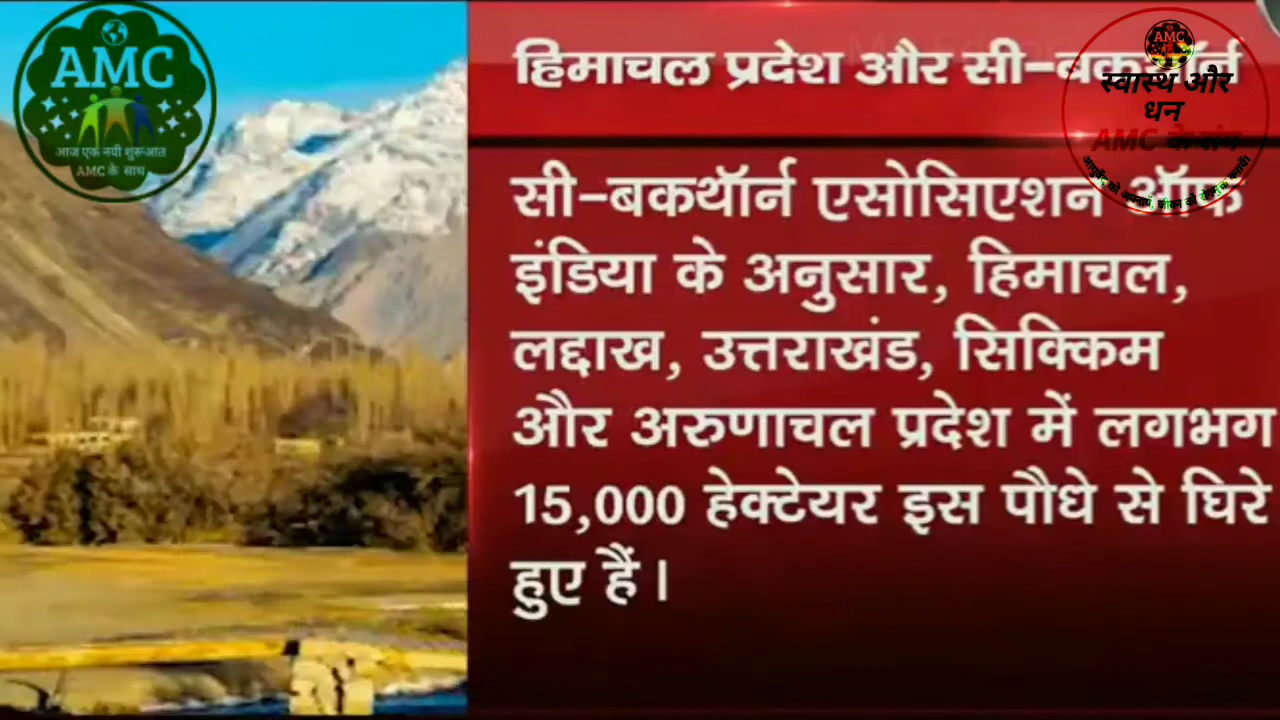 AMC
आज एक नयी शुरूआत
AMC के साथ
हिमाचल प्रदेश और सी-बकथॉर्न
AMC
स्वास्थ और
धन
AMC के संग
सी-बकथॉर्न एसोसिएशन ऑफ
इंडिया के अनुसार, हिमाचल,
लद्दाख, उत्तराखंड, सिक्किम
और अरुणाचल प्रदेश में लगभग
15,000 हेक्टेयर इस पौधे से घिरे
हुए हैं।